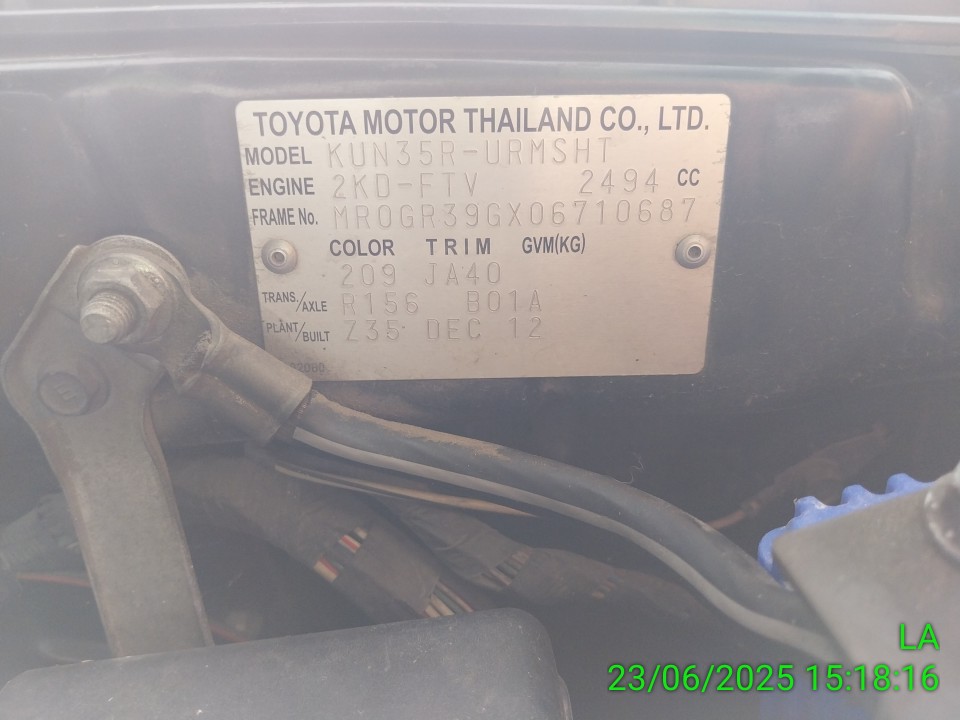 TOYOTA MOTOR THAILAND CO., LTD.
MODEL KUN35R-URMSHT
ENGINE 2KD-FTV 2494 CC
FRAME No. MR0GR39GX06710687
COLOR TRIM GVM(KG)
209 JA40
TRANS./AXLE R156 B01A
PLANT/BUILT Z35 DEC 12
LA
23/06/2025 15:18:16